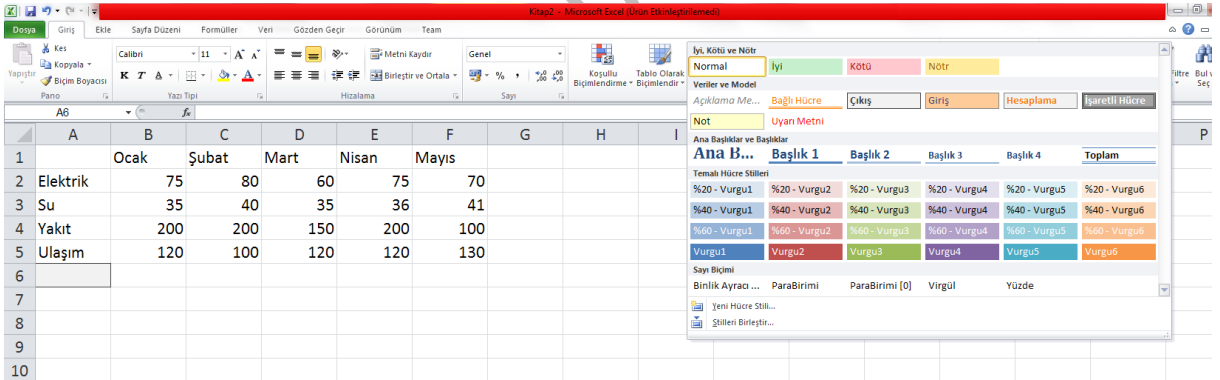 Kitap2 - Microsoft Excel (Ürün Etkinleştirilemedi)
Dosya Giriş Ekle Sayfa Düzeni Formüller Veri Gözden Geçir Görünüm Team
Yapıştır
Kes
Kopyala
Biçim Boyacısı
Pano
Calibri 11
K T A
Yazı Tipi
Metni Kaydır
Birleştir ve Ortala
Hizalama
Genel
%
Sayı
Koşullu Biçimlendirme
Tablo Olarak Biçimlendir
İyi, Kötü ve Nötr
Normal İyi Kötü Nötr
Veriler ve Model
Açıklama Me... Bağlı Hücre Çıkış Giriş Hesaplama İşaretli Hücre
Not Uyarı Metni
Ana Başlıklar ve Başlıklar
Ana B... Başlık 1 Başlık 2 Başlık 3 Başlık 4 Toplam
Temalı Hücre Stilleri
%20 - Vurgu1 %20 - Vurgu2 %20 - Vurgu3 %20 - Vurgu4 %20 - Vurgu5 %20 - Vurgu6
%40 - Vurgu1 %40 - Vurgu2 %40 - Vurgu3 %40 - Vurgu4 %40 - Vurgu5 %40 - Vurgu6
%60 - Vurgu1 %60 - Vurgu2 %60 - Vurgu3 %60 - Vurgu4 %60 - Vurgu5 %60 - Vurgu6
Vurgu1 Vurgu2 Vurgu3 Vurgu4 Vurgu5 Vurgu6
Sayı Biçimi
Binlik Ayracı ... ParaBirimi ParaBirimi [0] Virgül Yüzde
Yeni Hücre Stili...
Stilleri Birleştir...
Bul v
Seç
A6 fx
A B C D E F G H I P
1 Ocak Şubat Mart Nisan Mayıs
2 Elektrik 75 80 60 75 70
3 Su 35 40 35 36 41
4 Yakıt 200 200 150 200 100
5 Ulaşım 120 100 120 120 130
6
7
8
9
10